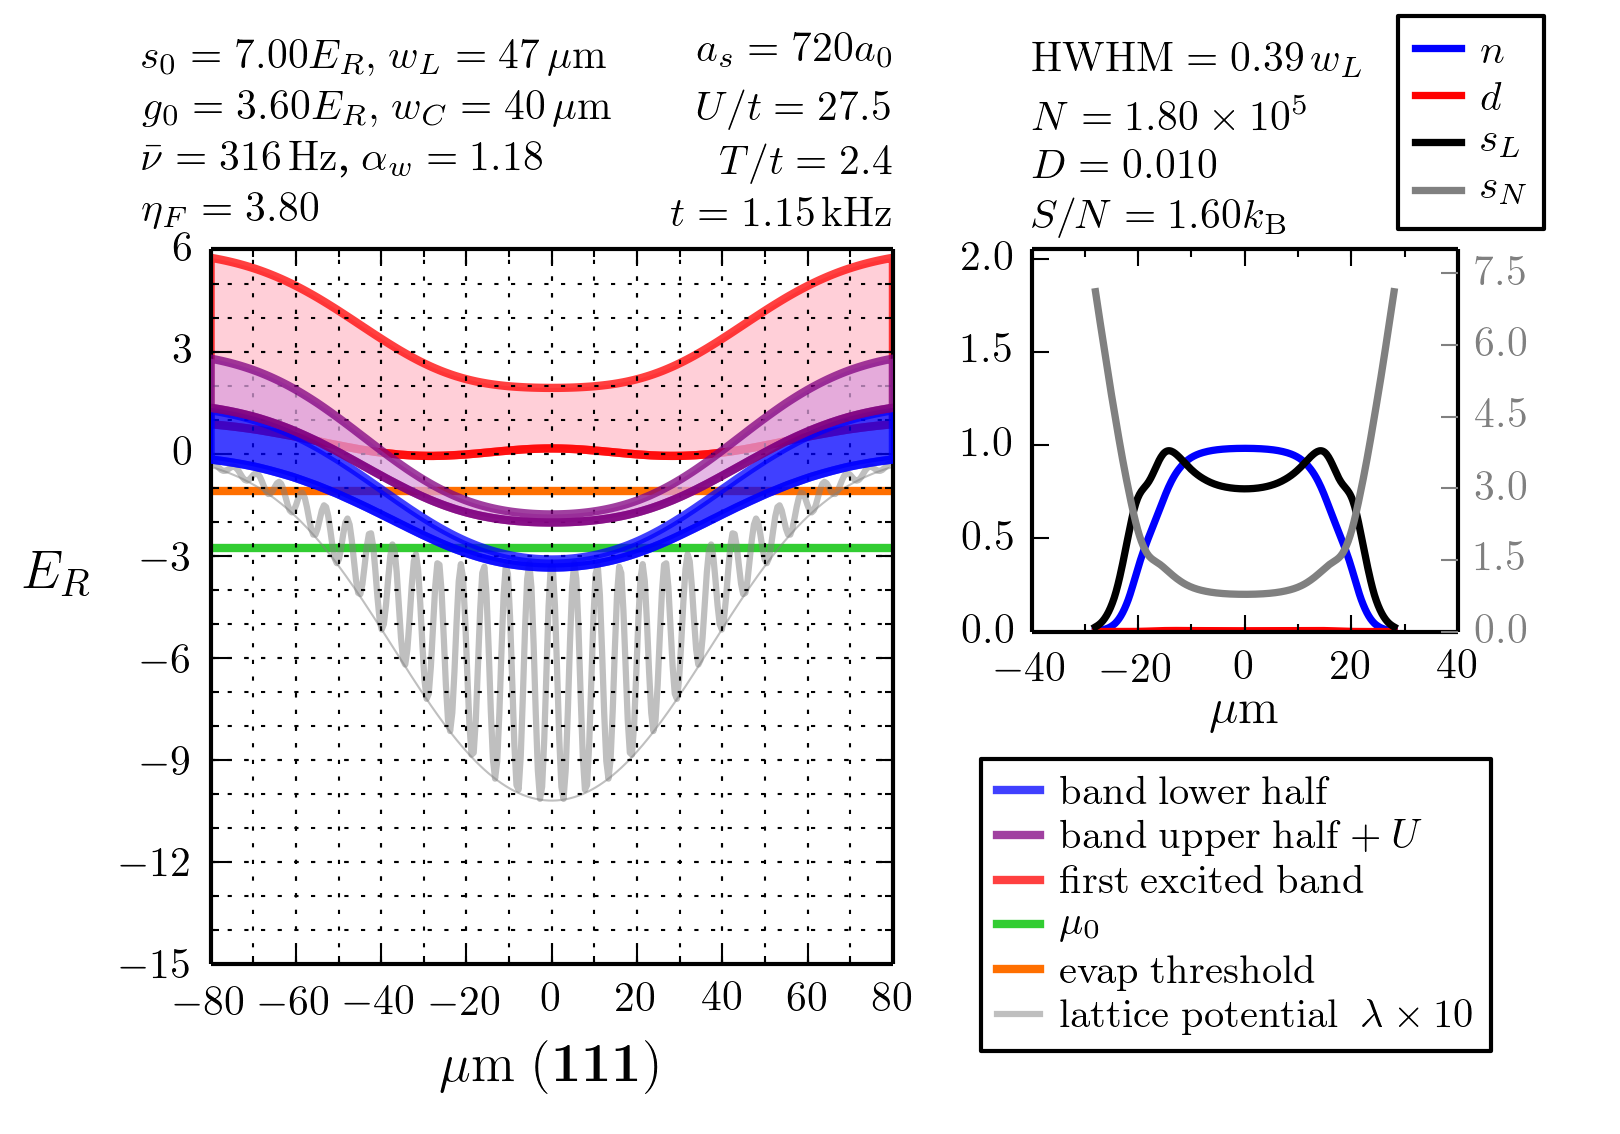 s₀ = 7.00E_R, w_L = 47 μm
g₀ = 3.60E_R, w_C = 40 μm
ν̄ = 316 Hz, α_w = 1.18
η_F = 3.80
a_s = 720a₀
U/t = 27.5
T/t = 2.4
t = 1.15 kHz
HWHM = 0.39 w_L
N = 1.80 × 10⁵
D = 0.010
S/N = 1.60k_B
n
d
s_L
s_N
E_R
6
3
0
−3
−6
−9
−12
−15
−80 −60 −40 −20 0 20 40 60 80
μm (111)
2.0
1.5
1.0
0.5
0.0
7.5
6.0
4.5
3.0
1.5
0.0
−40 −20 0 20 40
μm
band lower half
band upper half + U
first excited band
μ₀
evap threshold
lattice potential λ × 10